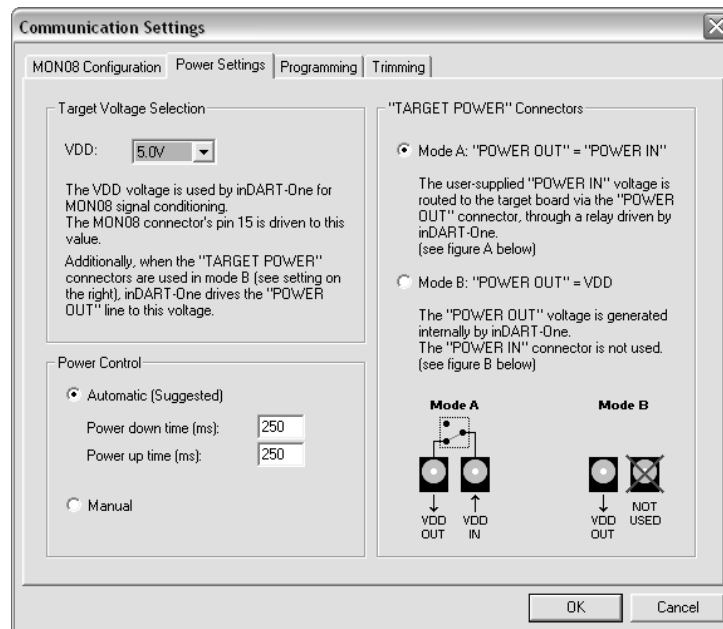 Communication Settings
MON08 Configuration
Power Settings
Programming
Trimming
Target Voltage Selection
VDD:
5.0V
The VDD voltage is used by inDART-One for
MON08 signal conditioning.
The MON08 connector's pin 15 is driven to this
value.
Additionally, when the "TARGET POWER"
connectors are used in mode B (see setting on
the right), inDART-One drives the "POWER
OUT" line to this voltage.
Power Control
Automatic (Suggested)
Power down time (ms):
250
Power up time (ms):
250
Manual
"TARGET POWER" Connectors
Mode A: "POWER OUT" = "POWER IN"
The user-supplied "POWER IN" voltage is
routed to the target board via the "POWER
OUT" connector, through a relay driven by
inDART-One.
(see figure A below)
Mode B: "POWER OUT" = VDD
The "POWER OUT" voltage is generated
internally by inDART-One.
The "POWER IN" connector is not used.
(see figure B below)
Mode A
VDD
OUT
VDD
IN
Mode B
VDD
OUT
NOT
USED
OK
Cancel